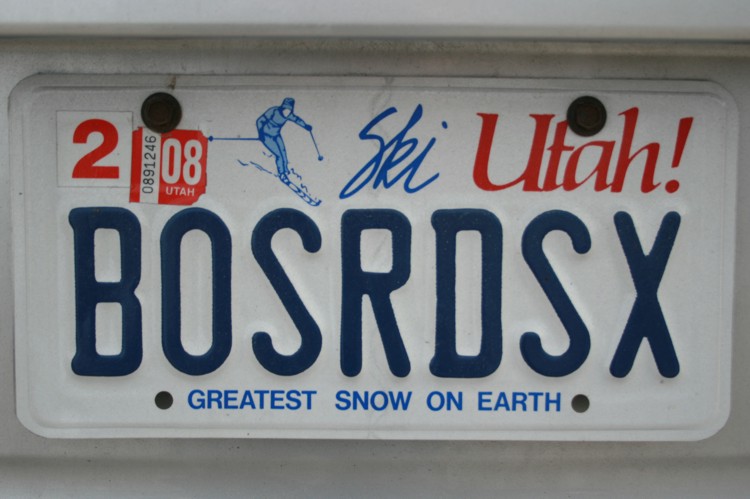 2 0891246 08 Ski Utah!
UTAH
BOSRDSX
GREATEST SNOW ON EARTH